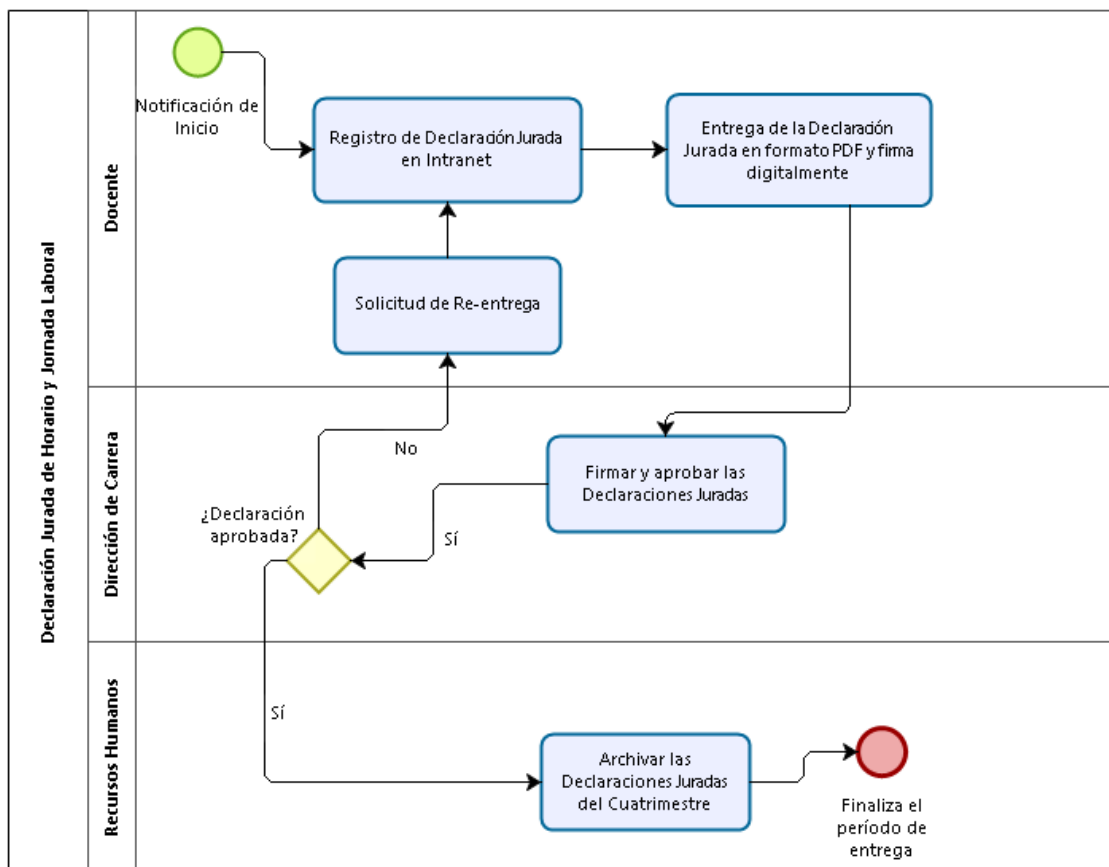 Declaración Jurada de Horario y Jornada Laboral
Docente
Notificación de
Inicio
Registro de Declaración Jurada
en Intranet
Entrega de la Declaración
Jurada en formato PDF y firma
digitalmente
Solicitud de Re-entrega
Dirección de Carrera
No
¿Declaración
aprobada?
Sí
Firmar y aprobar las
Declaraciones Juradas
Recursos Humanos
Sí
Archivar las
Declaraciones Juradas
del Cuatrimestre
Finaliza el
período de
entrega